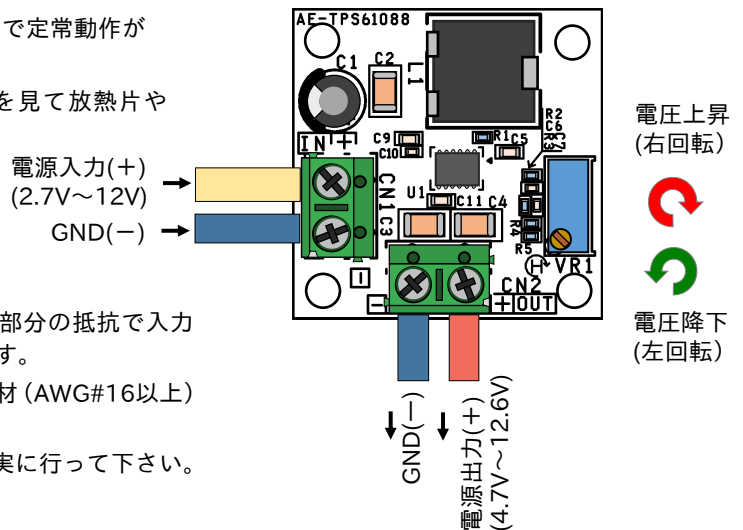 で定常動作が
を見て放熱片や
電源入力(＋)
(2.7V～12V)
GND(－)
部分の抵抗で入力
す。
材(AWG#16以上)
実に行って下さい。
AE-TPS61088
C1
C2
L1
IN
+
C9
C10
R1
C5
R2
C6
R3
C7
U1
CN1
C3
C11
C4
R4
R5
VR1
CN2
－
－
+
OUT
GND(－)
電源出力(＋)
(4.7V～12.6V)
電圧上昇
(右回転)
電圧降下
(左回転)